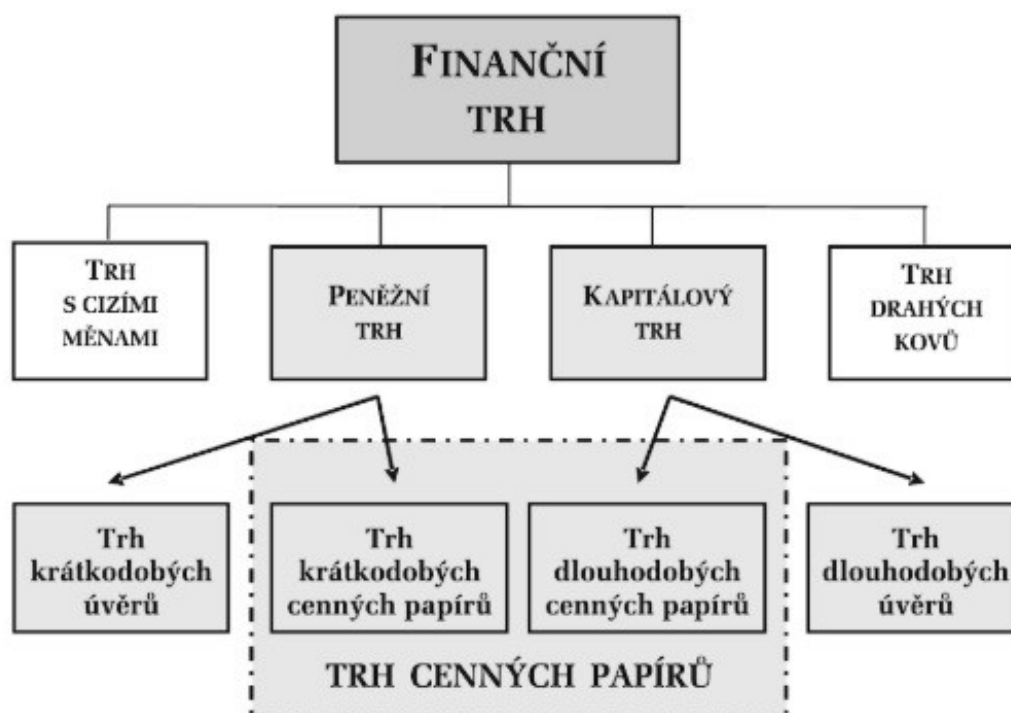 FINANČNÍ
TRH
TRH
S CIZÍMI
MĚNAMI
PENĚŽNÍ
TRH
KAPITÁLOVÝ
TRH
TRH
DRAHÝCH
KOVŮ
Trh
krátkodobých
úvěrů
Trh
krátkodobých
cenných papírů
Trh
dlouhodobých
cenných papírů
Trh
dlouhodobých
úvěrů
TRH CENNÝCH PAPÍRŮ